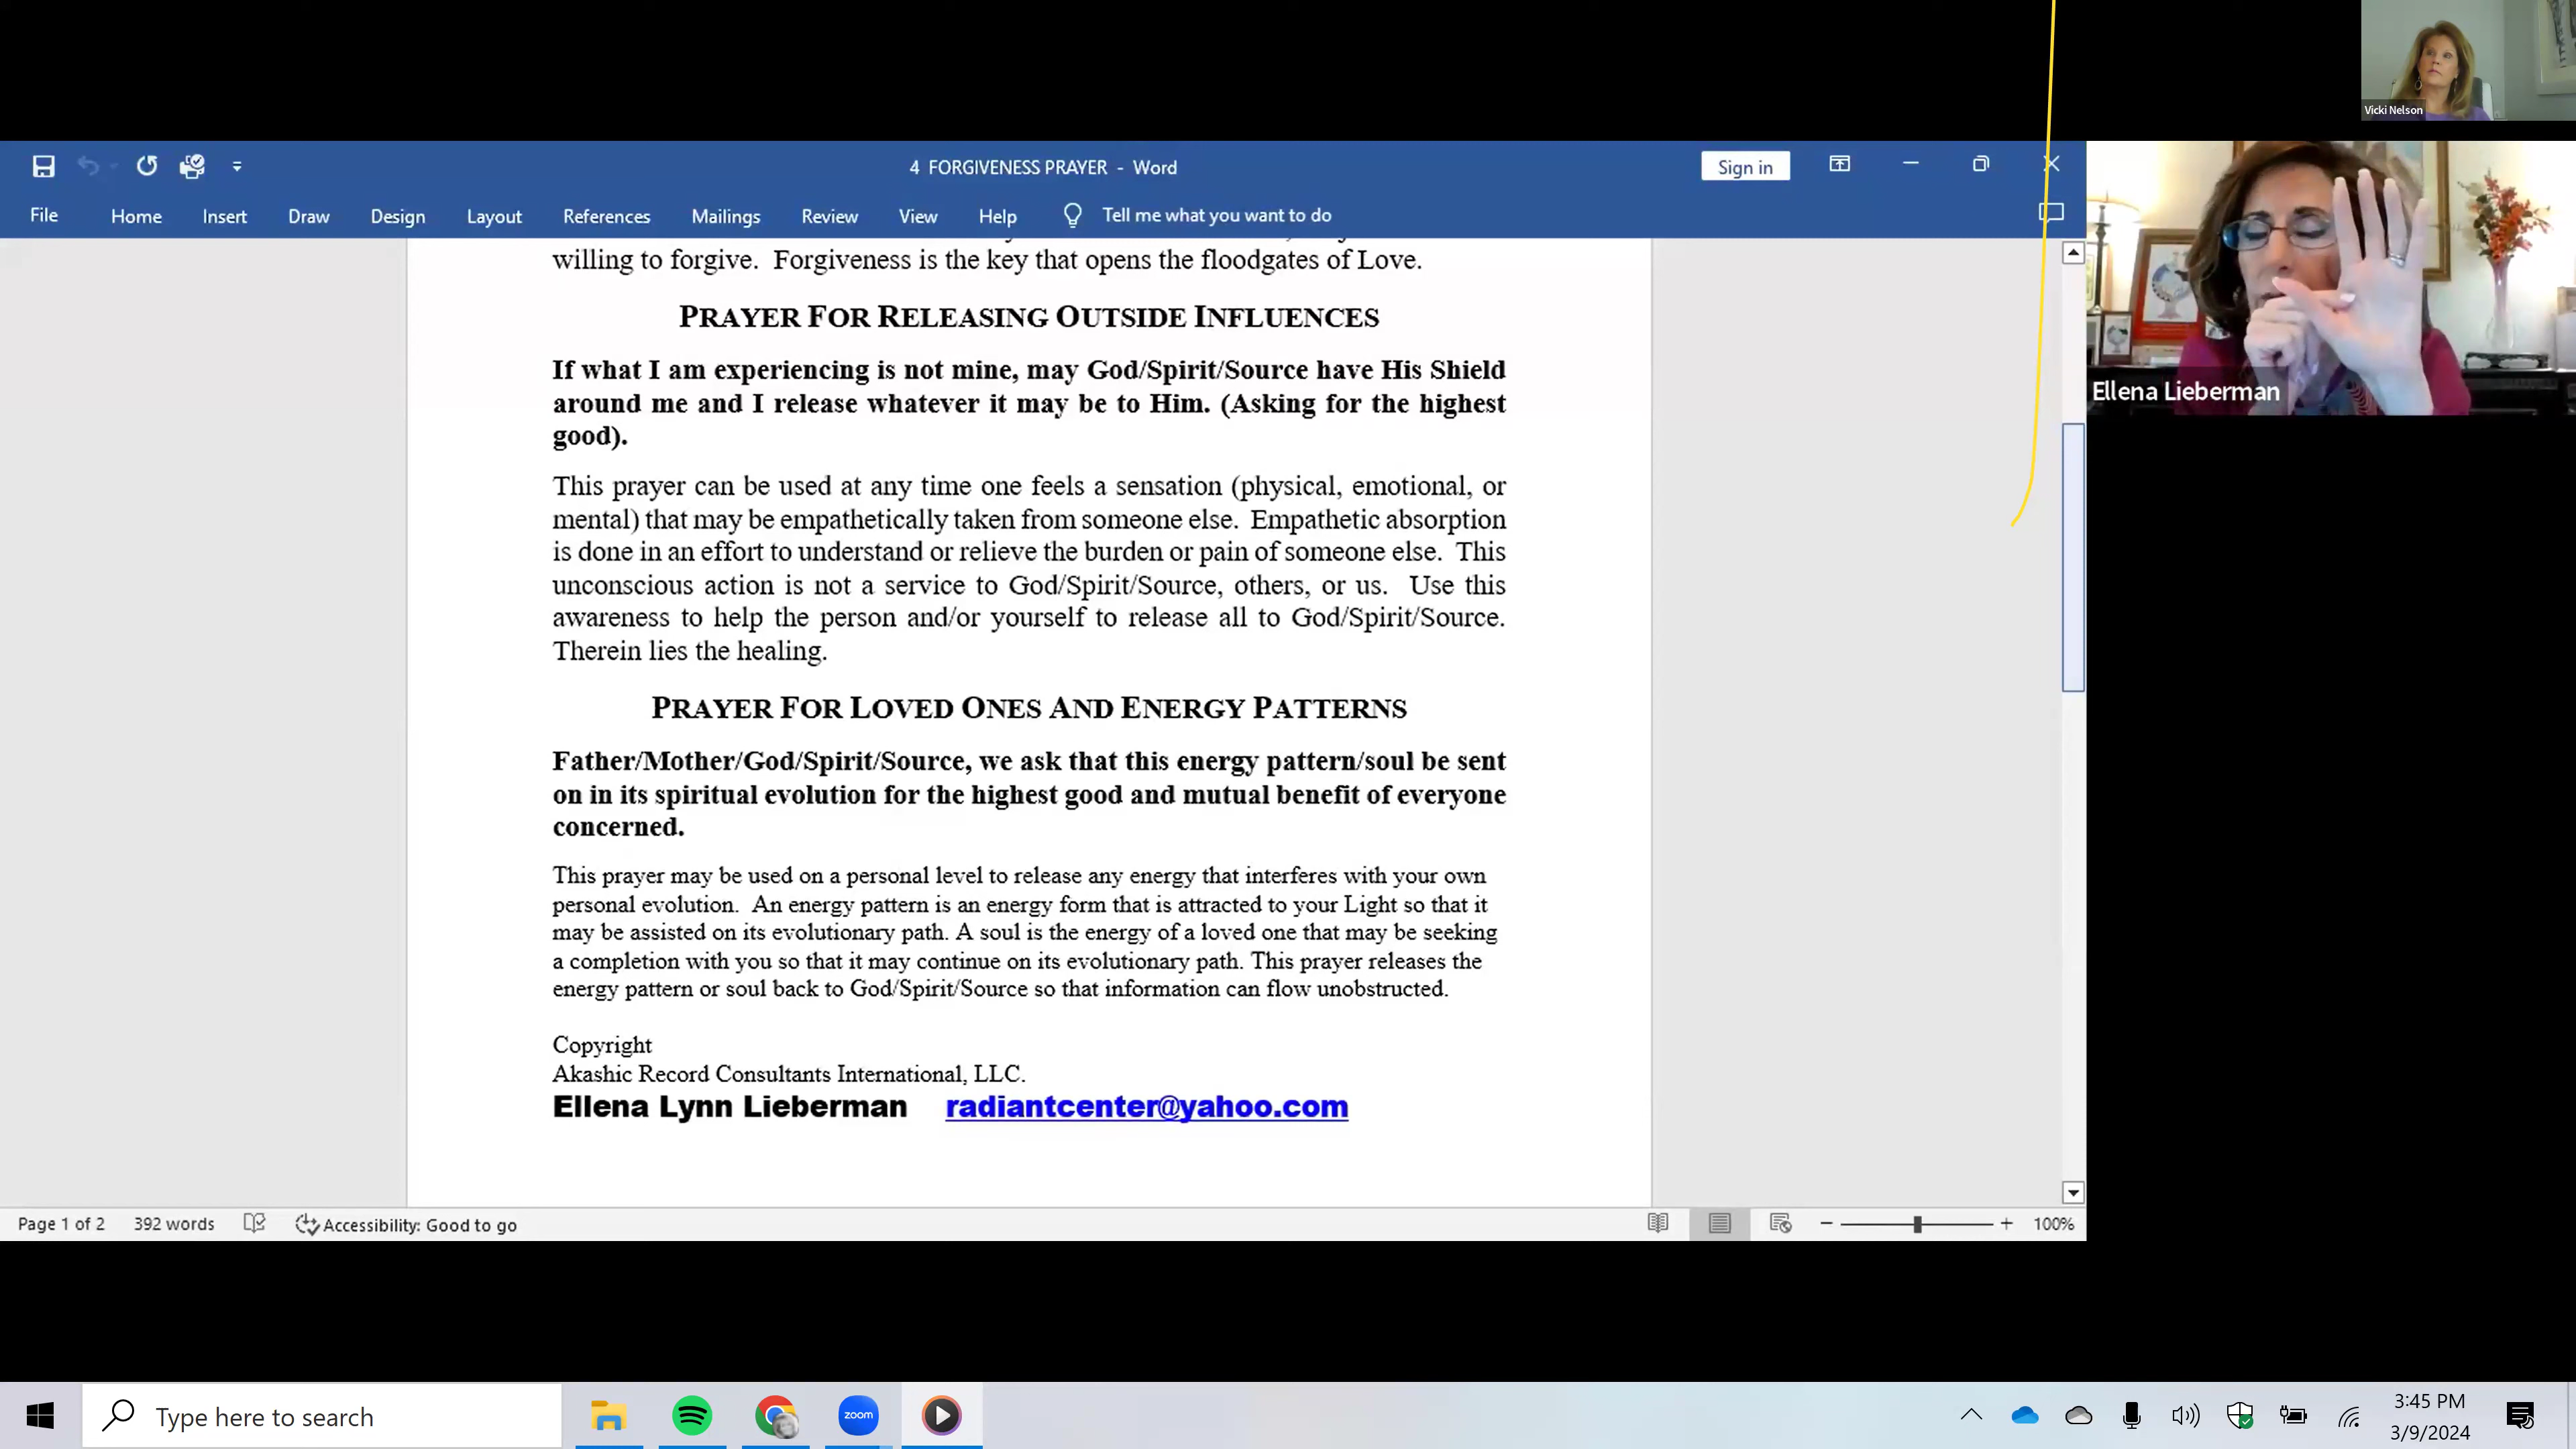 Vicki Nelson
4 FORGIVENESS PRAYER - Word
Sign in
File Home Insert Draw Design Layout References Mailings Review View Help Tell me what you want to do
willing to forgive. Forgiveness is the key that opens the floodgates of Love.
PRAYER FOR RELEASING OUTSIDE INFLUENCES
If what I am experiencing is not mine, may God/Spirit/Source have His Shield
around me and I release whatever it may be to Him. (Asking for the highest
good).
Ellena Lieberman
This prayer can be used at any time one feels a sensation (physical, emotional, or
mental) that may be empathetically taken from someone else. Empathetic absorption
is done in an effort to understand or relieve the burden or pain of someone else. This
unconscious action is not a service to God/Spirit/Source, others, or us. Use this
awareness to help the person and/or yourself to release all to God/Spirit/Source.
Therein lies the healing.
PRAYER FOR LOVED ONES AND ENERGY PATTERNS
Father/Mother/God/Spirit/Source, we ask that this energy pattern/soul be sent
on in its spiritual evolution for the highest good and mutual benefit of everyone
concerned.
This prayer may be used on a personal level to release any energy that interferes with your own
personal evolution. An energy pattern is an energy form that is attracted to your Light so that it
may be assisted on its evolutionary path. A soul is the energy of a loved one that may be seeking
a completion with you so that it may continue on its evolutionary path. This prayer releases the
energy pattern or soul back to God/Spirit/Source so that information can flow unobstructed.
Copyright
Akashic Record Consultants International, LLC.
Ellena Lynn Lieberman radiantcenter@yahoo.com
Page 1 of 2 392 words Accessibility: Good to go 100%
Type here to search
zoom
3:45 PM
3/9/2024